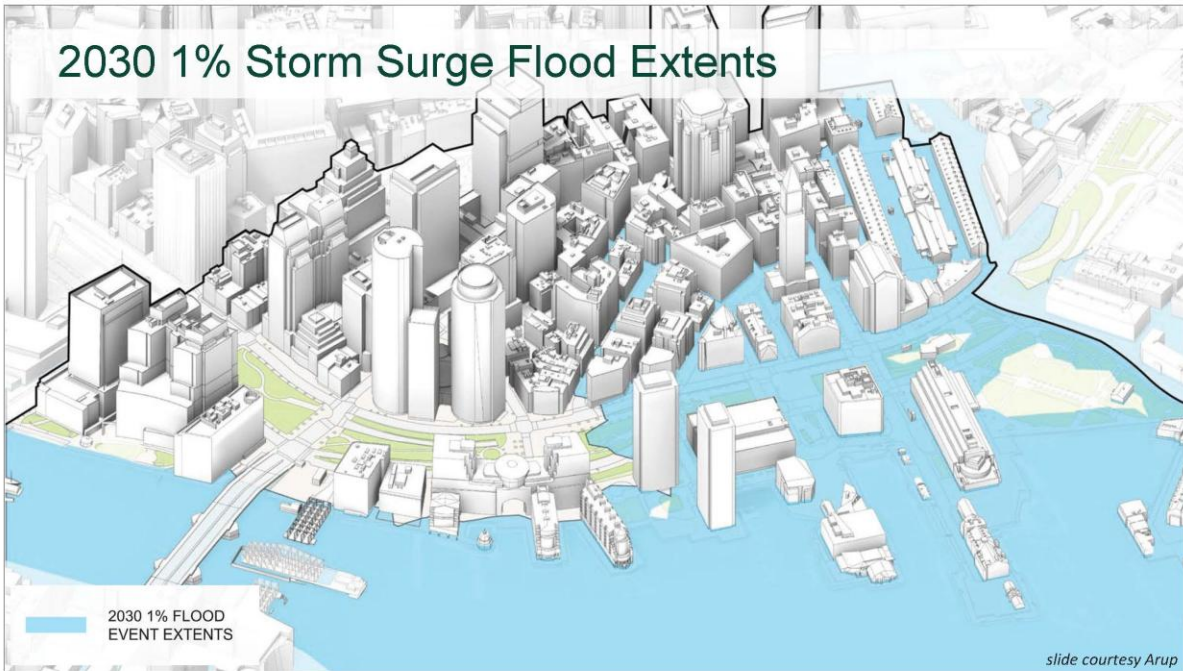 2030 1% Storm Surge Flood Extents
2030 1% FLOOD
EVENT EXTENTS
slide courtesy Arup